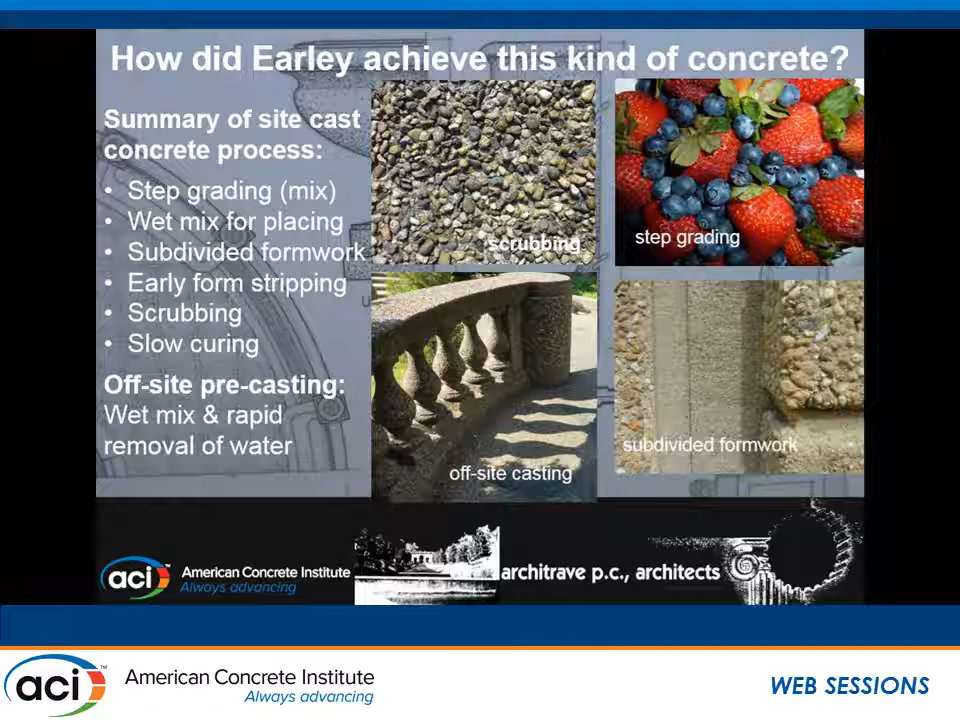 How did Earley achieve this kind of concrete?
Summary of site cast
concrete process:
• Step grading (mix)
• Wet mix for placing
• Subdivided formwork
• Early form stripping
• Scrubbing
• Slow curing
Off-site pre-casting:
Wet mix & rapid
removal of water
scrubbing
step grading
off-site casting
subdivided formwork
aci™
American Concrete Institute
Always advancing
architrave p.c., architects
aci™
American Concrete Institute
Always advancing
WEB SESSIONS